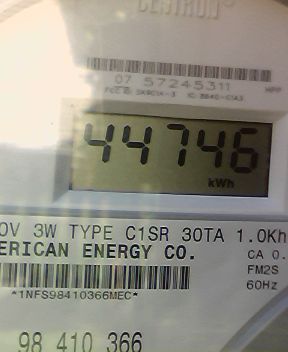 CENTRON
07 57245311
44746
kWh
0V 3W TYPE C1SR 30TA 1.0Kh
ERICAN ENERGY CO.
CA 0.
FM2S
60Hz
*1NFS98410366MEC*
98 410 366